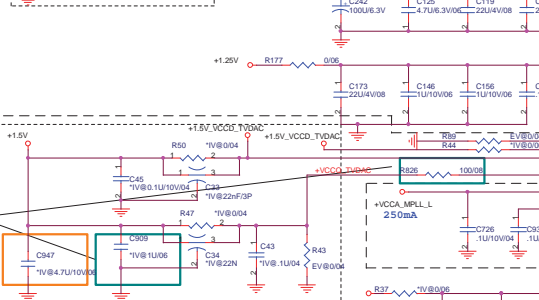 C242
100U/6.3V
C125
4.7U/6.3V/06
C119
22U/4V/08
+1.25V
R177
0/06
C173
22U/4V/08
C146
1U/10V/06
C156
1U/10V/06
+1.5V
R50
*IV@0/04
+1.5V_VCCD_TVDAC
+1.5V_VCCD_TVDAC
R89
R44
C45
*IV@0.1U/10V/04
C33
*IV@22nF/3P
+VCCD_TVDAC
R826
100/08
+VCCA_MPLL_L
250mA
R47
*IV@0/04
C947
*IV@4.7U/10V/06
C909
*IV@1U/06
C34
*IV@22N
C43
*IV@.1U/04
R43
EV@0/04
C726
.1U/10V/04
R37
*IV@0/06